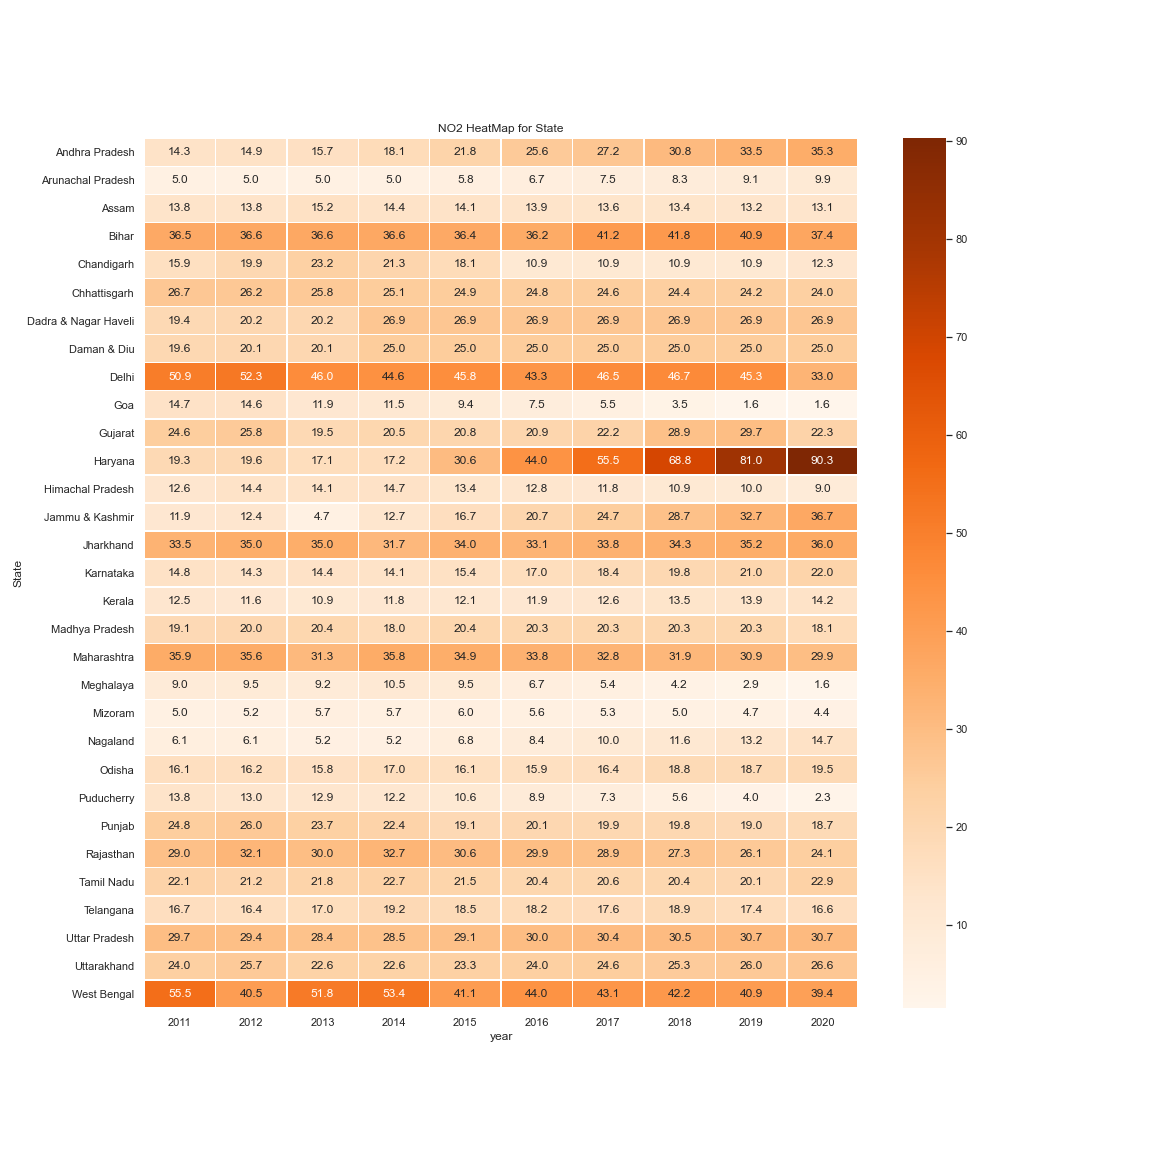 NO2 HeatMap for State
Andhra Pradesh 14.3 14.9 15.7 18.1 21.8 25.6 27.2 30.8 33.5 35.3
Arunachal Pradesh 5.0 5.0 5.0 5.0 5.8 6.7 7.5 8.3 9.1 9.9
Assam 13.8 13.8 15.2 14.4 14.1 13.9 13.6 13.4 13.2 13.1
Bihar 36.5 36.6 36.6 36.6 36.4 36.2 41.2 41.8 40.9 37.4
Chandigarh 15.9 19.9 23.2 21.3 18.1 10.9 10.9 10.9 10.9 12.3
Chhattisgarh 26.7 26.2 25.8 25.1 24.9 24.8 24.6 24.4 24.2 24.0
Dadra & Nagar Haveli 19.4 20.2 20.2 26.9 26.9 26.9 26.9 26.9 26.9 26.9
Daman & Diu 19.6 20.1 20.1 25.0 25.0 25.0 25.0 25.0 25.0 25.0
Delhi 50.9 52.3 46.0 44.6 45.8 43.3 46.5 46.7 45.3 33.0
Goa 14.7 14.6 11.9 11.5 9.4 7.5 5.5 3.5 1.6 1.6
Gujarat 24.6 25.8 19.5 20.5 20.8 20.9 22.2 28.9 29.7 22.3
Haryana 19.3 19.6 17.1 17.2 30.6 44.0 55.5 68.8 81.0 90.3
Himachal Pradesh 12.6 14.4 14.1 14.7 13.4 12.8 11.8 10.9 10.0 9.0
Jammu & Kashmir 11.9 12.4 4.7 12.7 16.7 20.7 24.7 28.7 32.7 36.7
Jharkhand 33.5 35.0 35.0 31.7 34.0 33.1 33.8 34.3 35.2 36.0
Karnataka 14.8 14.3 14.4 14.1 15.4 17.0 18.4 19.8 21.0 22.0
Kerala 12.5 11.6 10.9 11.8 12.1 11.9 12.6 13.5 13.9 14.2
Madhya Pradesh 19.1 20.0 20.4 18.0 20.4 20.3 20.3 20.3 20.3 18.1
Maharashtra 35.9 35.6 31.3 35.8 34.9 33.8 32.8 31.9 30.9 29.9
Meghalaya 9.0 9.5 9.2 10.5 9.5 6.7 5.4 4.2 2.9 1.6
Mizoram 5.0 5.2 5.7 5.7 6.0 5.6 5.3 5.0 4.7 4.4
Nagaland 6.1 6.1 5.2 5.2 6.8 8.4 10.0 11.6 13.2 14.7
Odisha 16.1 16.2 15.8 17.0 16.1 15.9 16.4 18.8 18.7 19.5
Puducherry 13.8 13.0 12.9 12.2 10.6 8.9 7.3 5.6 4.0 2.3
Punjab 24.8 26.0 23.7 22.4 19.1 20.1 19.9 19.8 19.0 18.7
Rajasthan 29.0 32.1 30.0 32.7 30.6 29.9 28.9 27.3 26.1 24.1
Tamil Nadu 22.1 21.2 21.8 22.7 21.5 20.4 20.6 20.4 20.1 22.9
Telangana 16.7 16.4 17.0 19.2 18.5 18.2 17.6 18.9 17.4 16.6
Uttar Pradesh 29.7 29.4 28.4 28.5 29.1 30.0 30.4 30.5 30.7 30.7
Uttarakhand 24.0 25.7 22.6 22.6 23.3 24.0 24.6 25.3 26.0 26.6
West Bengal 55.5 40.5 51.8 53.4 41.1 44.0 43.1 42.2 40.9 39.4
2011 2012 2013 2014 2015 2016 2017 2018 2019 2020
year
State
90
80
70
60
50
40
30
20
10